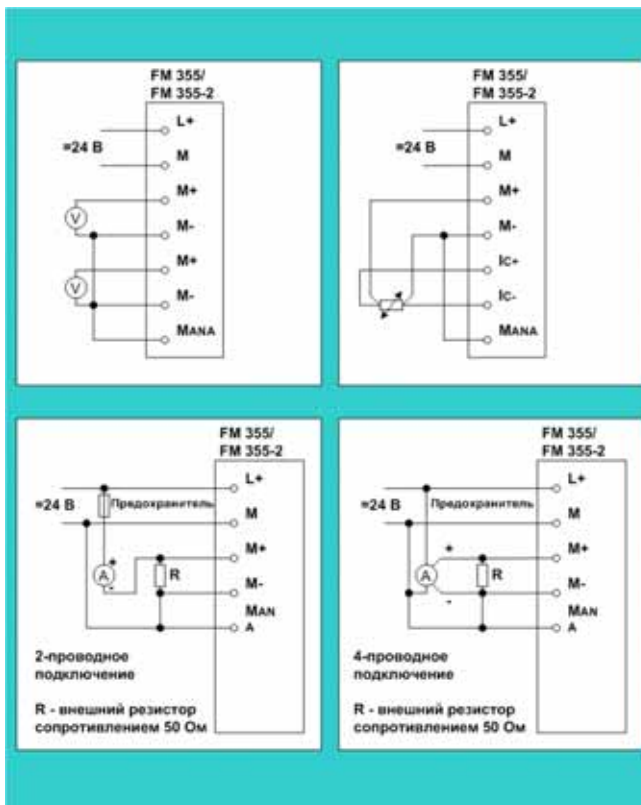 FM 355/
FM 355-2
L+
=24 В
M
M+
V
M-
M+
V
M-
MANA
FM 355/
FM 355-2
L+
=24 В
M
M+
M-
IC+
IC-
MANA
FM 355/
FM 355-2
L+
=24 В
Предохранитель
M
M+
+
A
R
-
M-
MAN
A
2-проводное
подключение
R - внешний резистор
сопротивлением 50 Ом
FM 355/
FM 355-2
L+
=24 В
Предохранитель
M
+
M+
A
R
M-
-
MAN
A
4-проводное
подключение
R - внешний резистор
сопротивлением 50 Ом